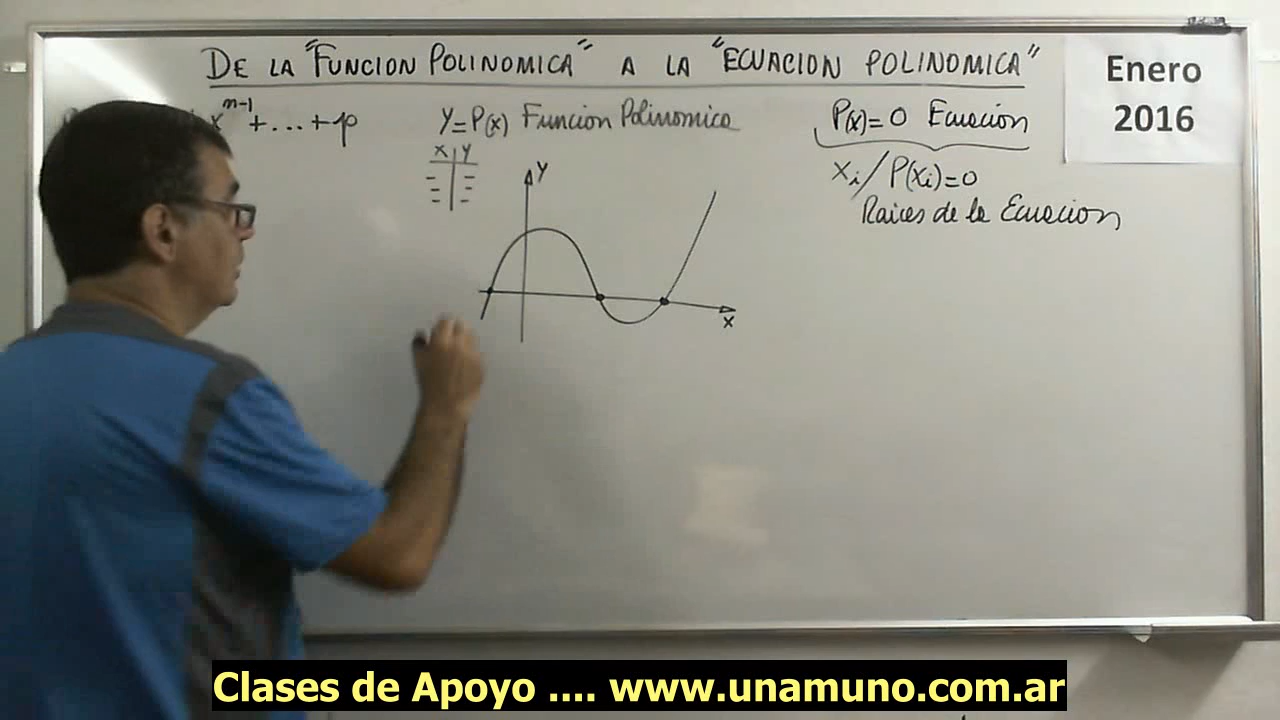 DE LA "FUNCION POLINOMICA" A LA "ECUACION POLINOMICA"
Enero
2016
x^n-1 +...+p
Y=P(x) Funcion Polinomica
P(x)=0 Ecuación
x Y
Y
x
xi/P(xi)=0
Raices de la Ecuacion
Clases de Apoyo .... www.unamuno.com.ar